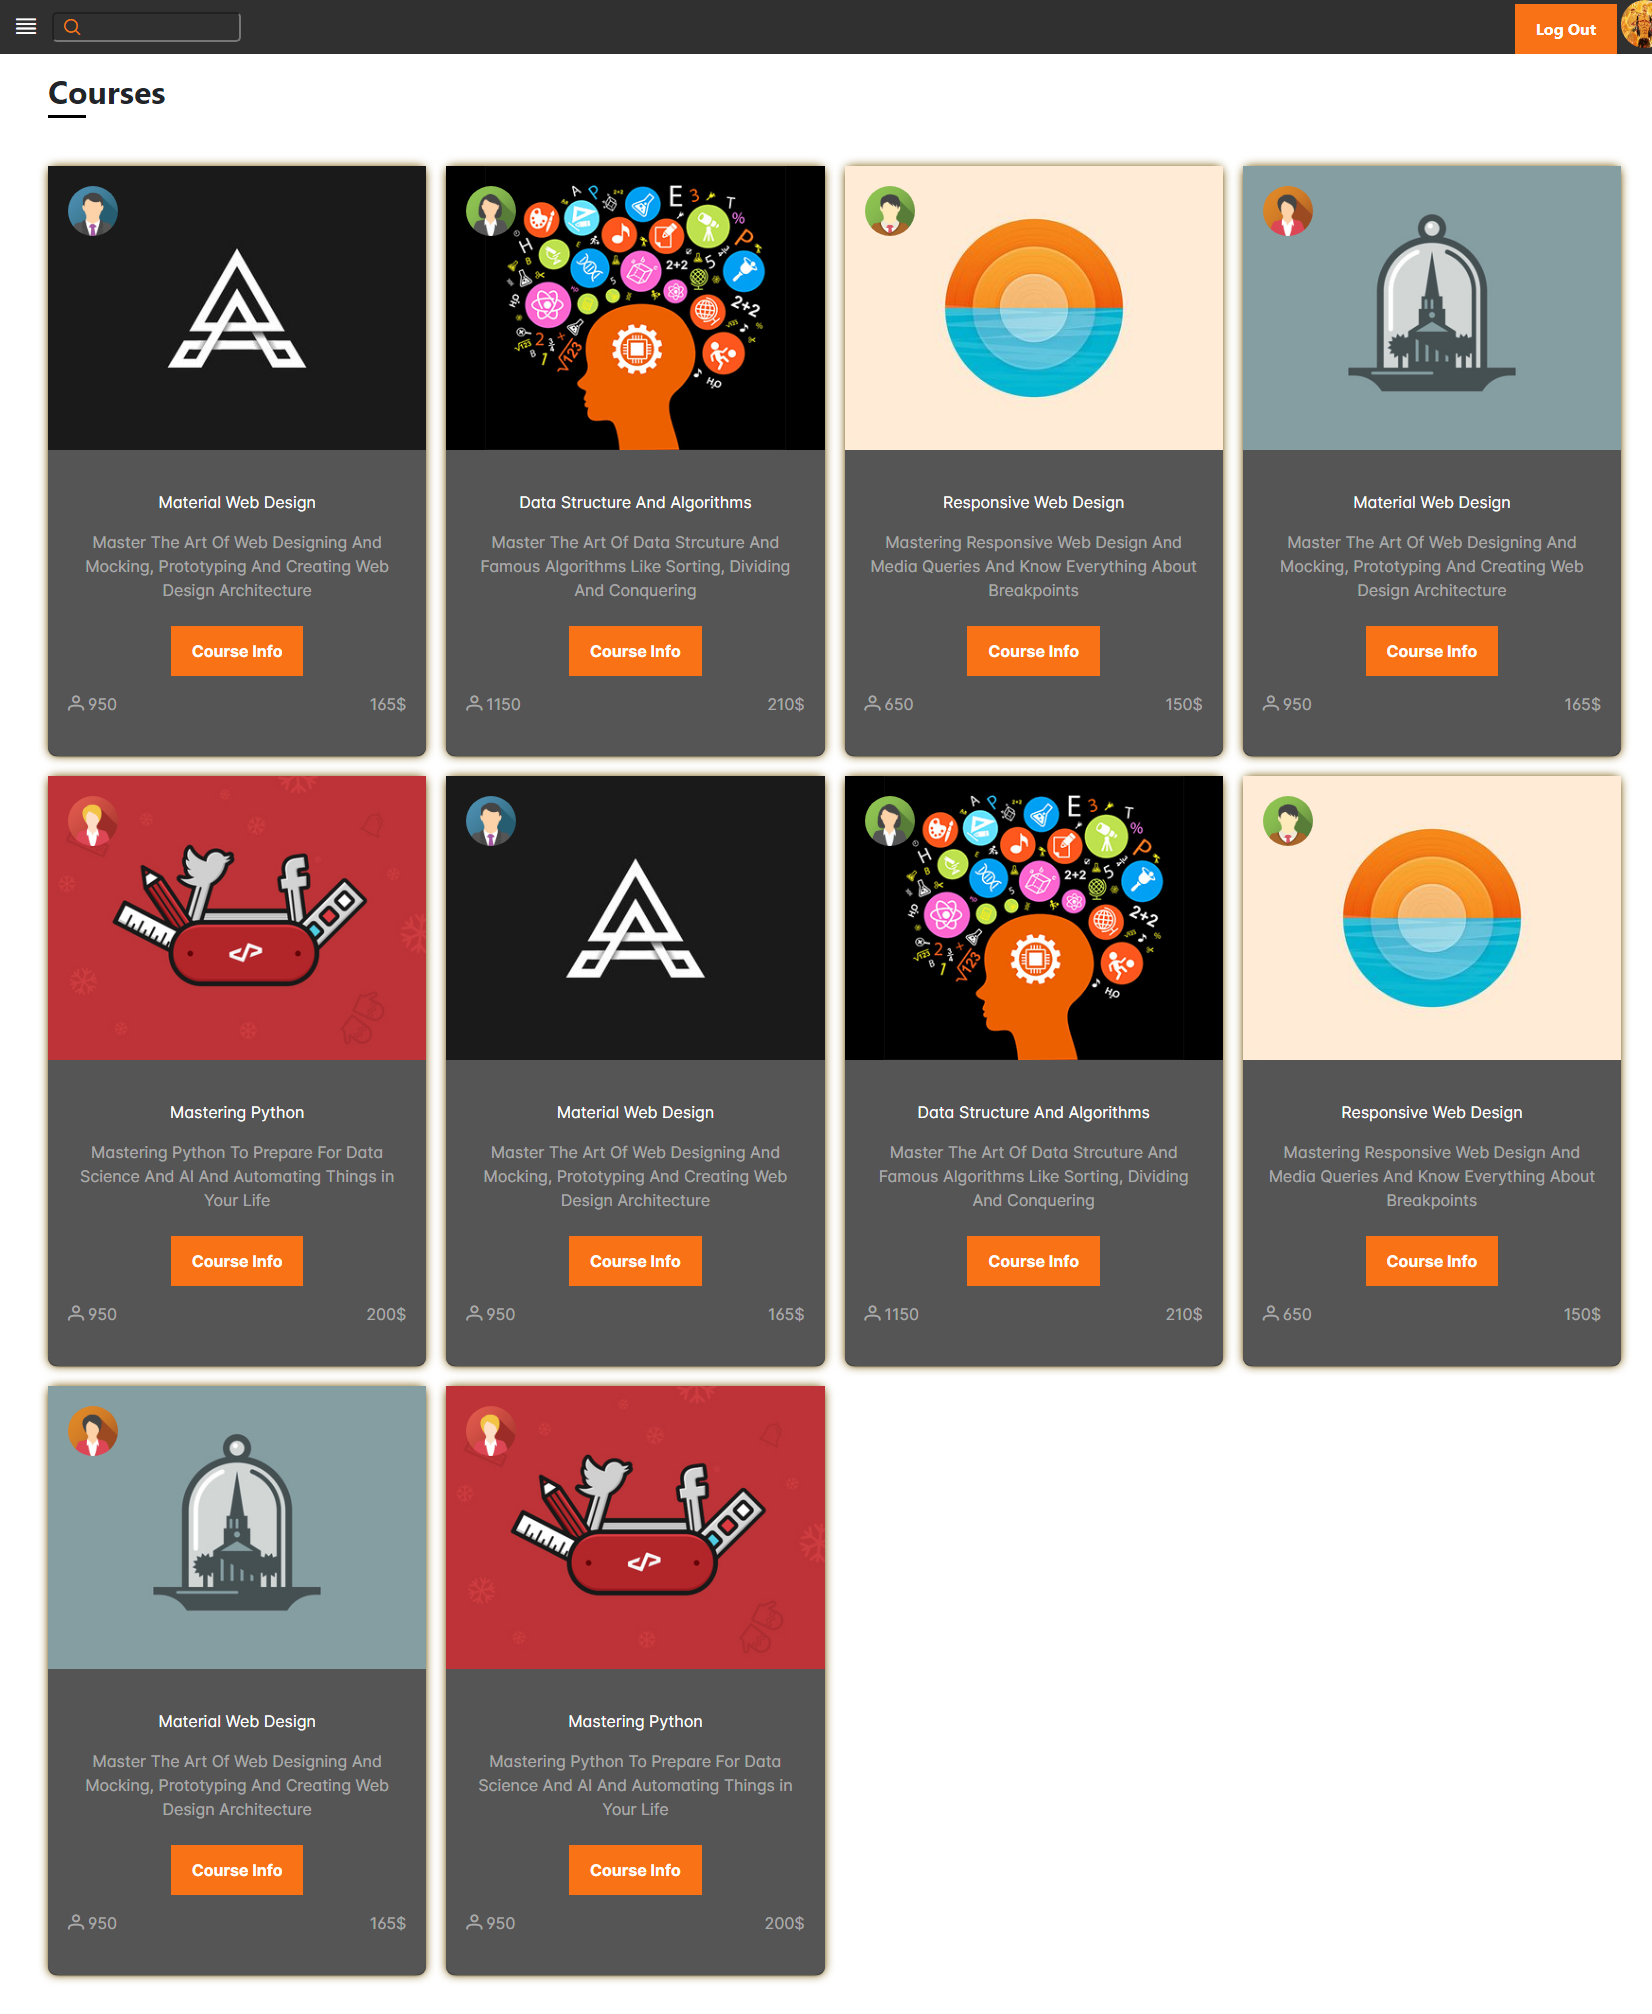 Log Out
Courses
Material Web Design
Master The Art Of Web Designing And
Mocking, Prototyping And Creating Web
Design Architecture
Course Info
950
165$
Data Structure And Algorithms
Master The Art Of Data Strcuture And
Famous Algorithms Like Sorting, Dividing
And Conquering
Course Info
1150
210$
Responsive Web Design
Mastering Responsive Web Design And
Media Queries And Know Everything About
Breakpoints
Course Info
650
150$
Material Web Design
Master The Art Of Web Designing And
Mocking, Prototyping And Creating Web
Design Architecture
Course Info
950
165$
Mastering Python
Mastering Python To Prepare For Data
Science And AI And Automating Things in
Your Life
Course Info
950
200$
Material Web Design
Master The Art Of Web Designing And
Mocking, Prototyping And Creating Web
Design Architecture
Course Info
950
165$
Data Structure And Algorithms
Master The Art Of Data Strcuture And
Famous Algorithms Like Sorting, Dividing
And Conquering
Course Info
1150
210$
Responsive Web Design
Mastering Responsive Web Design And
Media Queries And Know Everything About
Breakpoints
Course Info
650
150$
Material Web Design
Master The Art Of Web Designing And
Mocking, Prototyping And Creating Web
Design Architecture
Course Info
950
165$
Mastering Python
Mastering Python To Prepare For Data
Science And AI And Automating Things in
Your Life
Course Info
950
200$